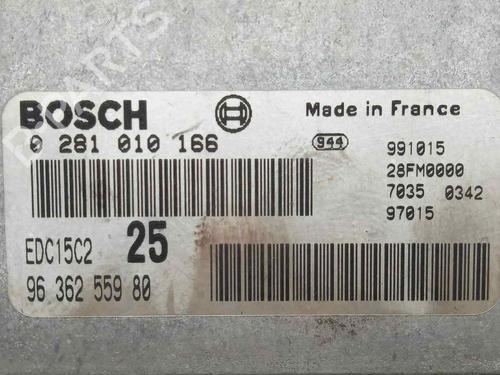 BOSCH
Made in France
0 281 010 166
944
991015
28FM0000
7035 0342
97015
EDC15C2 25
96 362 559 80